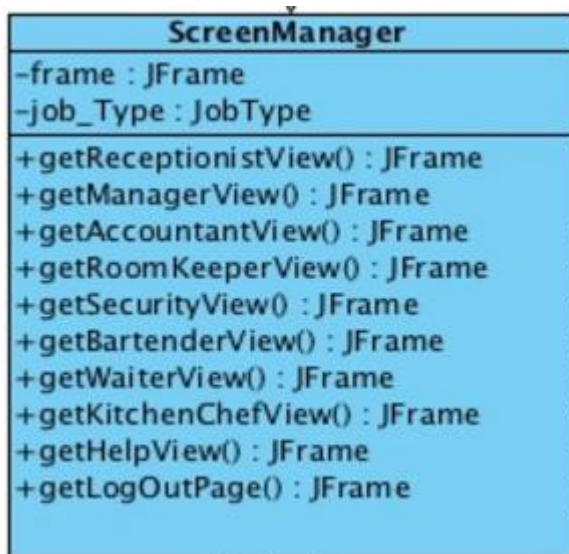 ScreenManager
-frame : JFrame
-job_Type : JobType
+getReceptionistView() : JFrame
+getManagerView() : JFrame
+getAccountantView() : JFrame
+getRoomKeeperView() : JFrame
+getSecurityView() : JFrame
+getBartenderView() : JFrame
+getWaiterView() : JFrame
+getKitchenChefView() : JFrame
+getHelpView() : JFrame
+getLogOutPage() : JFrame